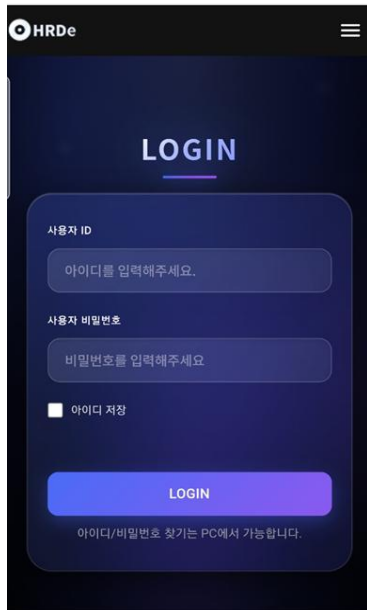 HRDe
LOGIN
사용자 ID
아이디를 입력해주세요.
사용자 비밀번호
비밀번호를 입력해주세요
아이디 저장
LOGIN
아이디/비밀번호 찾기는 PC에서 가능합니다.